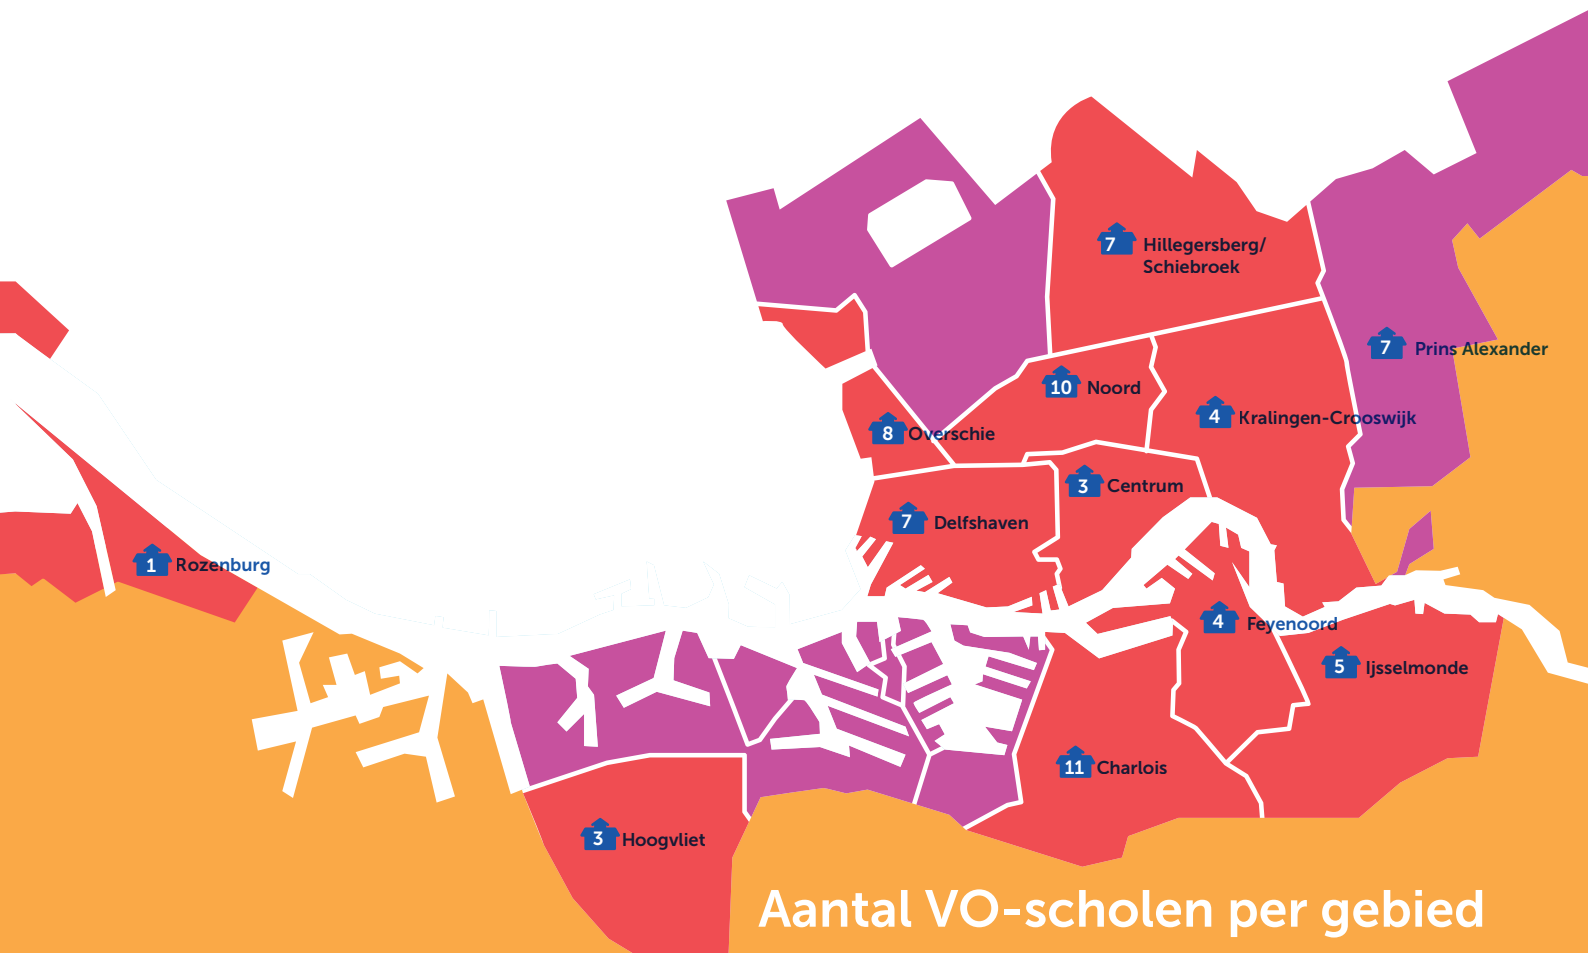 7 Hillegersberg/
Schiebroek
7 Prins Alexander
10 Noord
4 Kralingen-Crooswijk
8 Overschie
3 Centrum
7 Delfshaven
1 Rozenburg
4 Feyenoord
5 Ijsselmonde
11 Charlois
3 Hoogvliet
Aantal VO-scholen per gebied